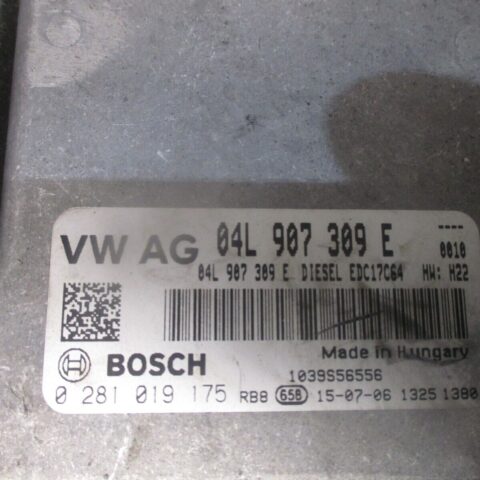 VW AG 04L 907 309 E ----
0010
04L 907 309 E DIESEL EDC17C64 HW: H22
Made in Hungary
BOSCH 1039S56556
0 281 019 175 RB8 658 15-07-06 1325 1380